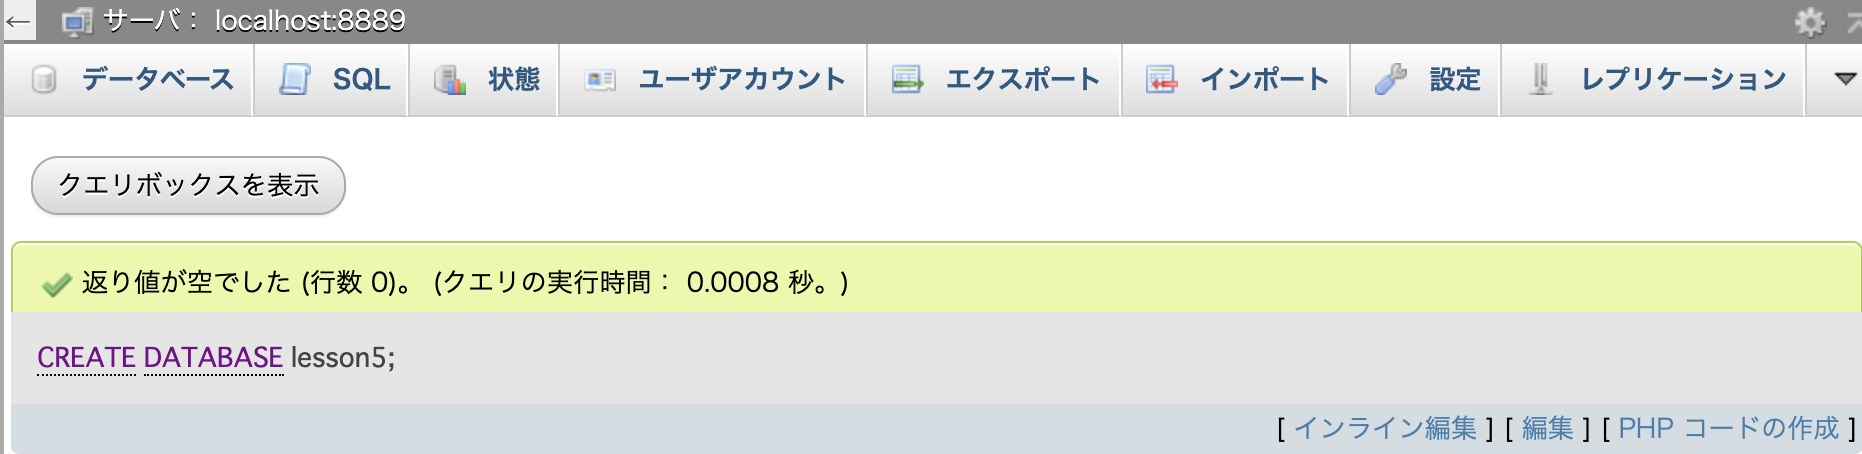 ← サーバ： localhost:8889
データベース SQL 状態 ユーザアカウント エクスポート インポート 設定 レプリケーション
クエリボックスを表示
返り値が空でした (行数 0)。 (クエリの実行時間： 0.0008 秒。)
CREATE DATABASE lesson5;
[ インライン編集 ] [ 編集 ] [ PHP コードの作成 ]